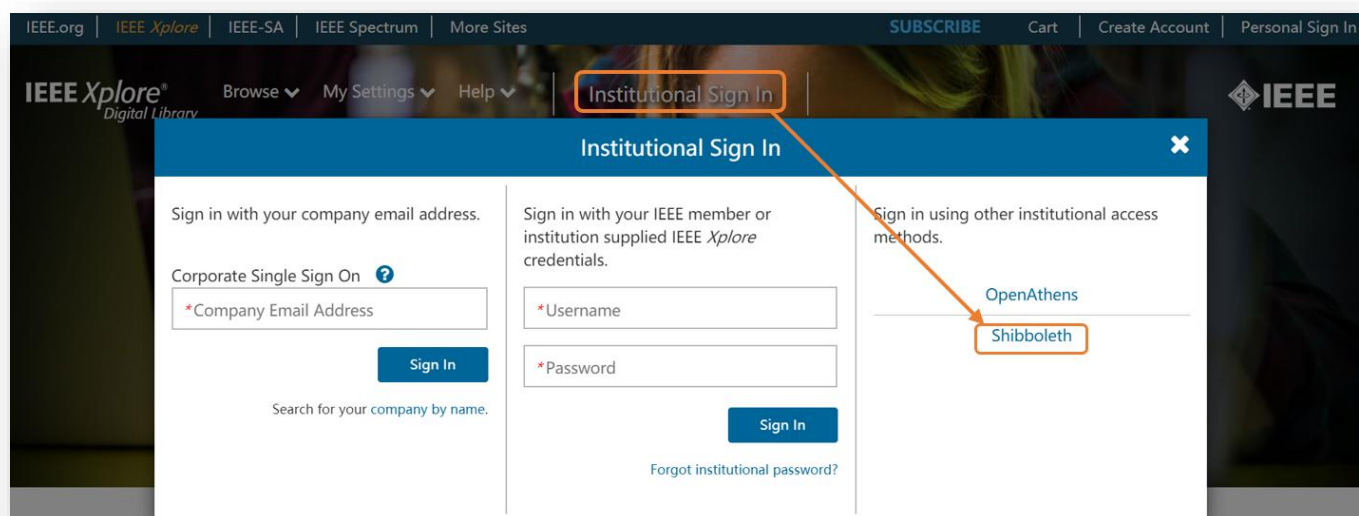 IEEE.org | IEEE Xplore | IEEE-SA | IEEE Spectrum | More Sites SUBSCRIBE Cart | Create Account | Personal Sign In
IEEE Xplore® Browse My Settings Help Institutional Sign In IEEE
Digital Library
Institutional Sign In
Sign in with your company email address.
Corporate Single Sign On ?
*Company Email Address
Sign In
Search for your company by name.
Sign in with your IEEE member or
institution supplied IEEE Xplore
credentials.
*Username
*Password
Sign In
Forgot institutional password?
Sign in using other institutional access
methods.
OpenAthens
Shibboleth